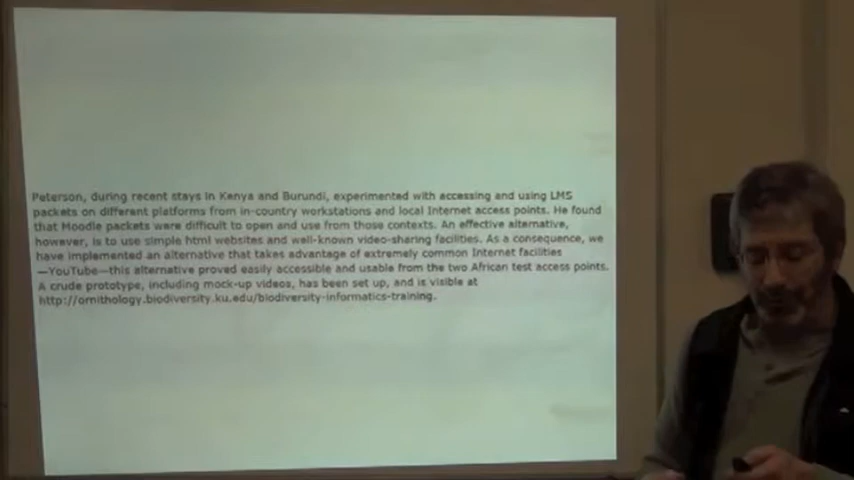 Peterson, during recent stays in Kenya and Burundi, experimented with accessing and using LMS
packets on different platforms from in-country workstations and local Internet access points. He found
that Moodle packets were difficult to open and use from those contexts. An effective alternative,
however, is to use simple html websites and well-known video-sharing facilities. As a consequence, we
have implemented an alternative that takes advantage of extremely common Internet facilities
—YouTube—this alternative proved easily accessible and usable from the two African test access points.
A crude prototype, including mock-up videos, has been set up, and is visible at
http://ornithology.biodiversity.ku.edu/biodiversity-informatics-training.